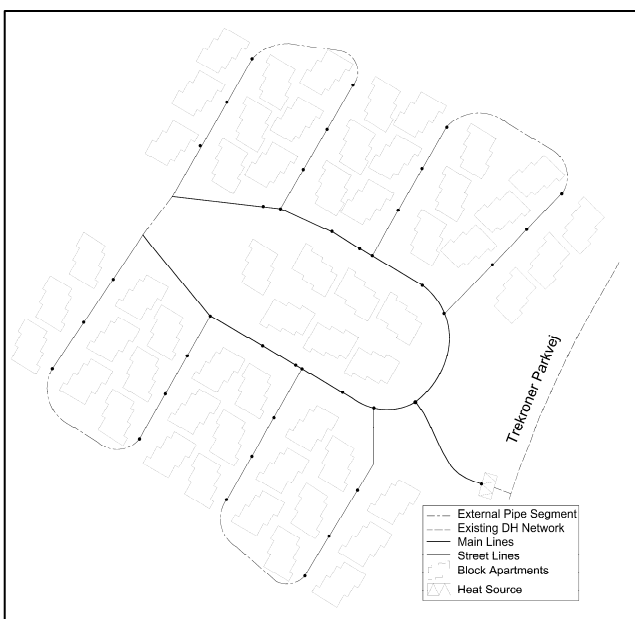 Trekroner Parkvej
External Pipe Segment
Existing DH Network
Main Lines
Street Lines
Block Apartments
Heat Source